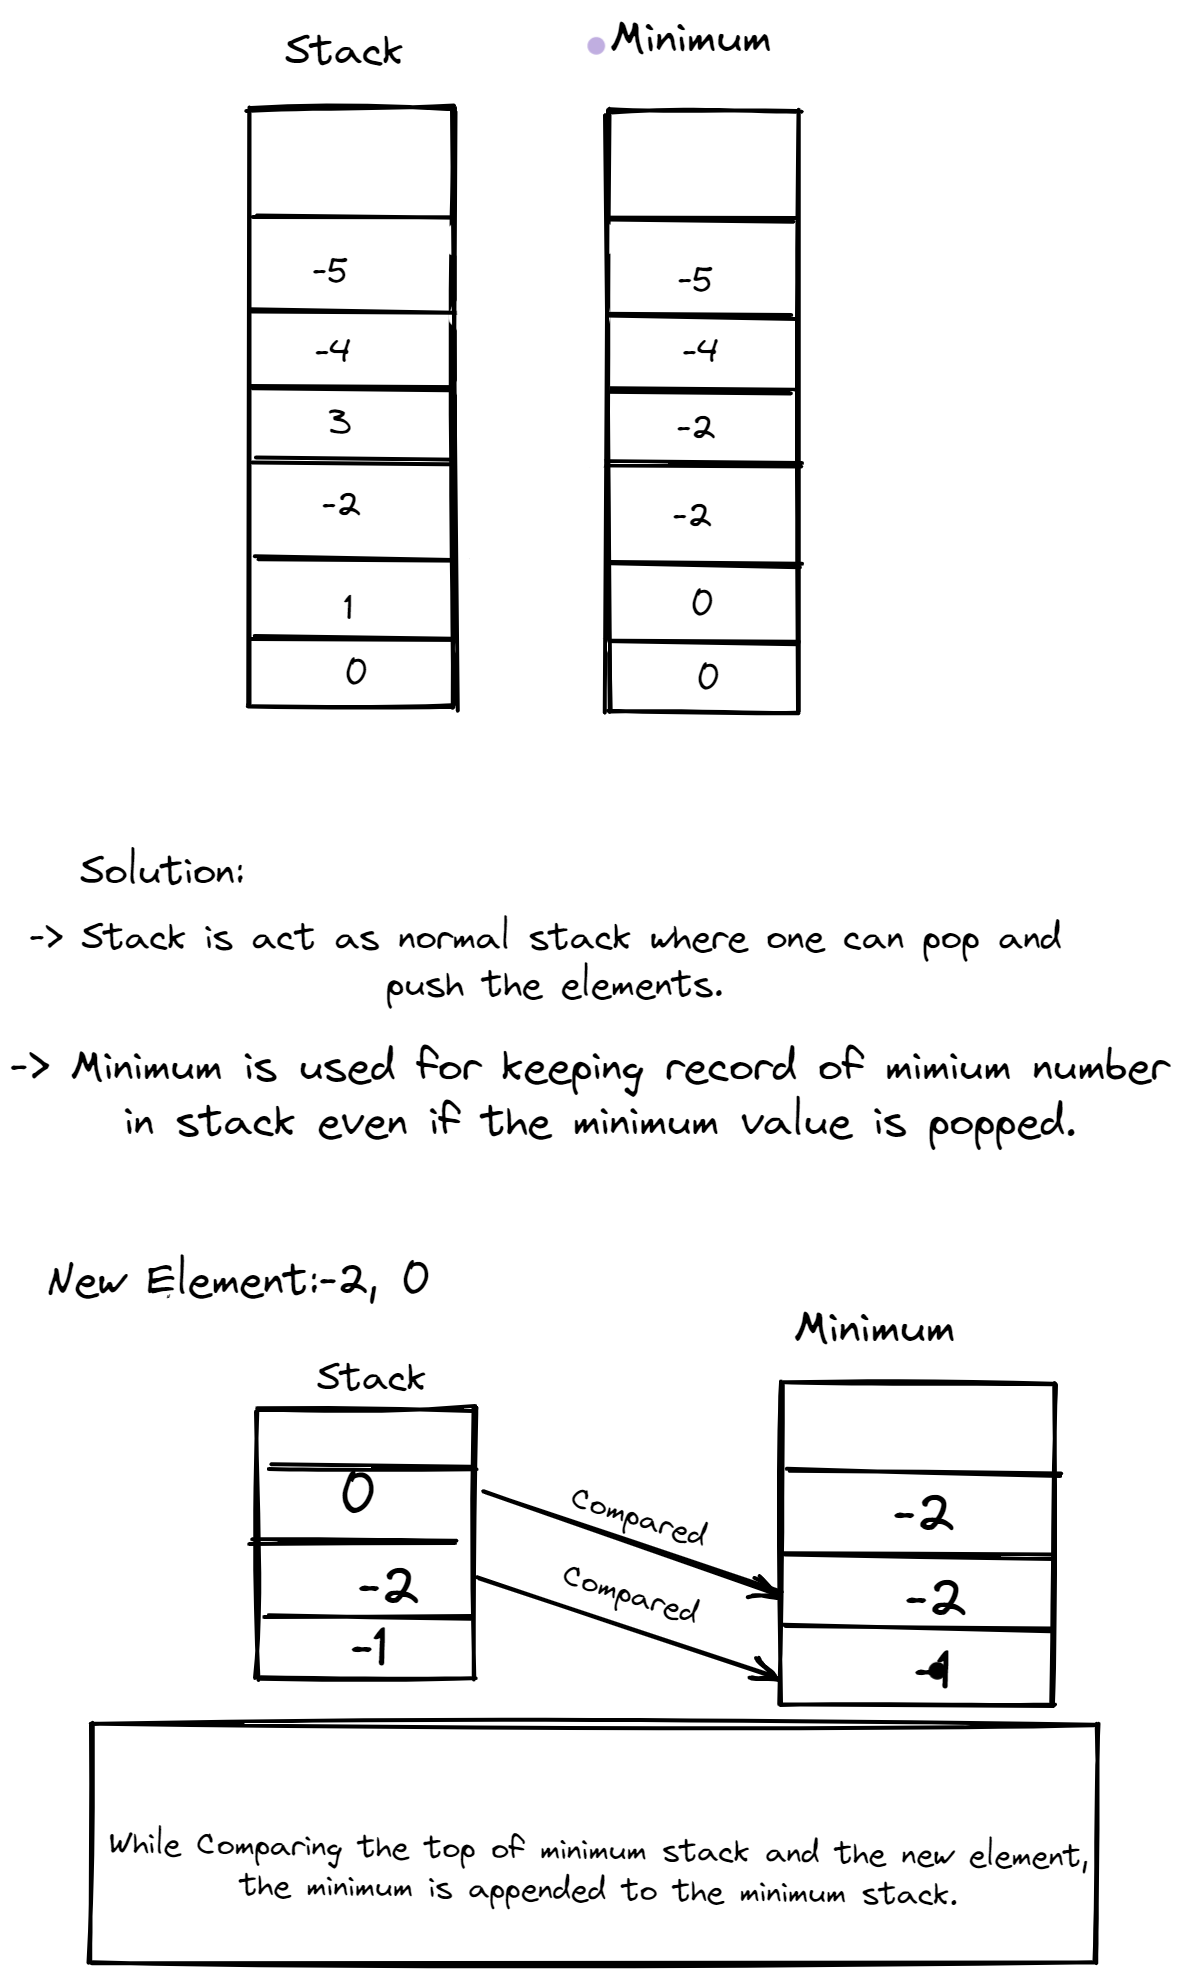 Stack
Minimum
-5
-5
-4
-4
3
-2
-2
-2
1
0
0
0
Solution:
-> Stack is act as normal stack where one can pop and
push the elements.
-> Minimum is used for keeping record of mimium number
in stack even if the minimum value is popped.
New Element:-2, 0
Minimum
Stack
0
Compared
-2
-2
Compared
-2
-1
-1
While Comparing the top of minimum stack and the new element,
the minimum is appended to the minimum stack.